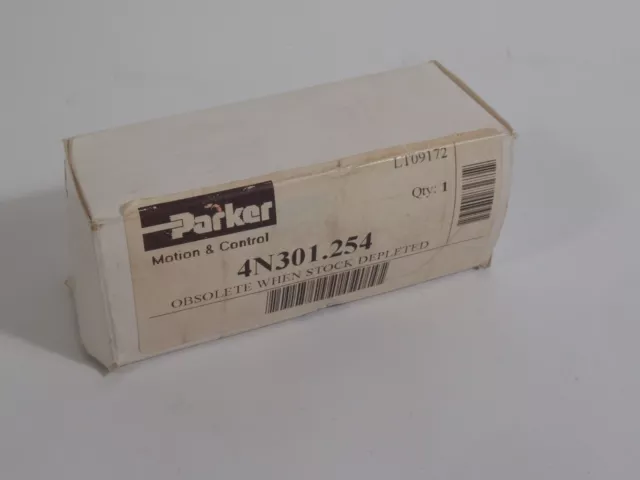 Parker
Motion & Control
L109172
Qty: 1
4N301.254
OBSOLETE WHEN STOCK DEPLETED